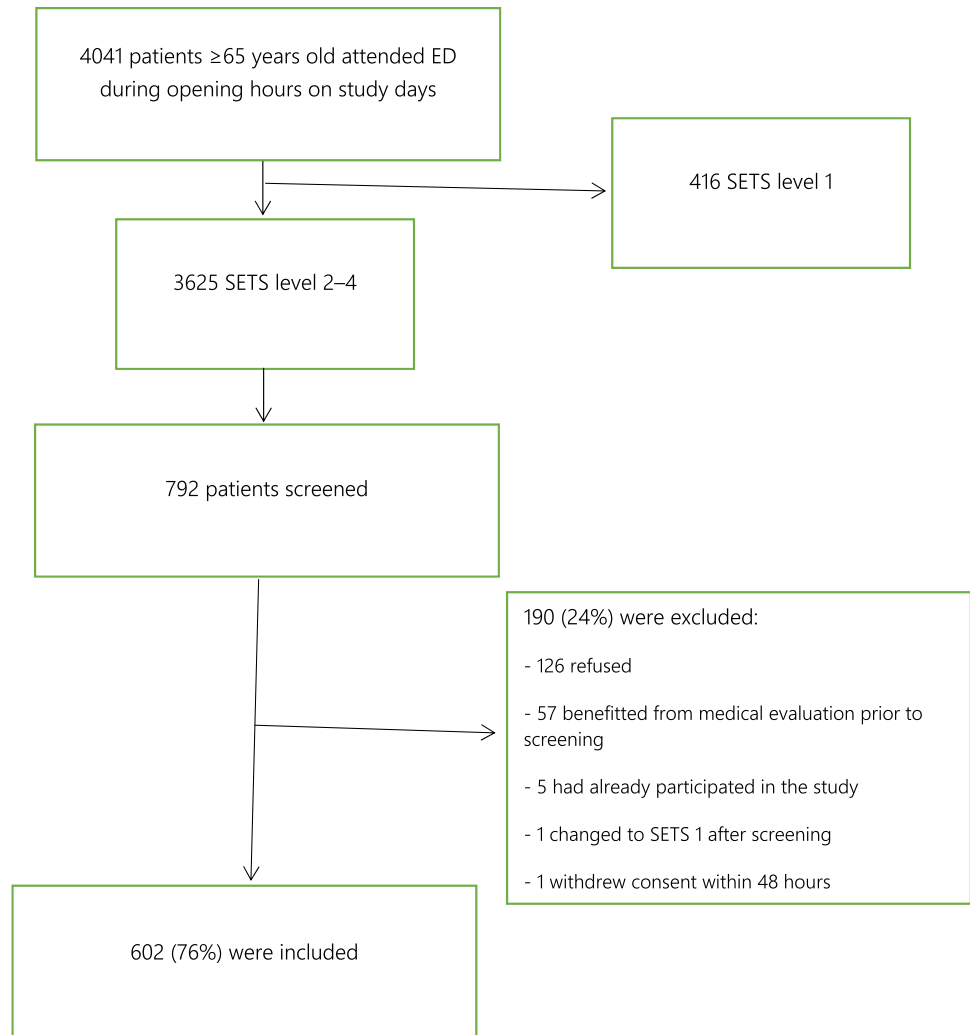 4041 patients ≥65 years old attended ED
during opening hours on study days
416 SETS level 1
3625 SETS level 2–4
792 patients screened
190 (24%) were excluded:
- 126 refused
- 57 benefitted from medical evaluation prior to
screening
- 5 had already participated in the study
- 1 changed to SETS 1 after screening
- 1 withdrew consent within 48 hours
602 (76%) were included